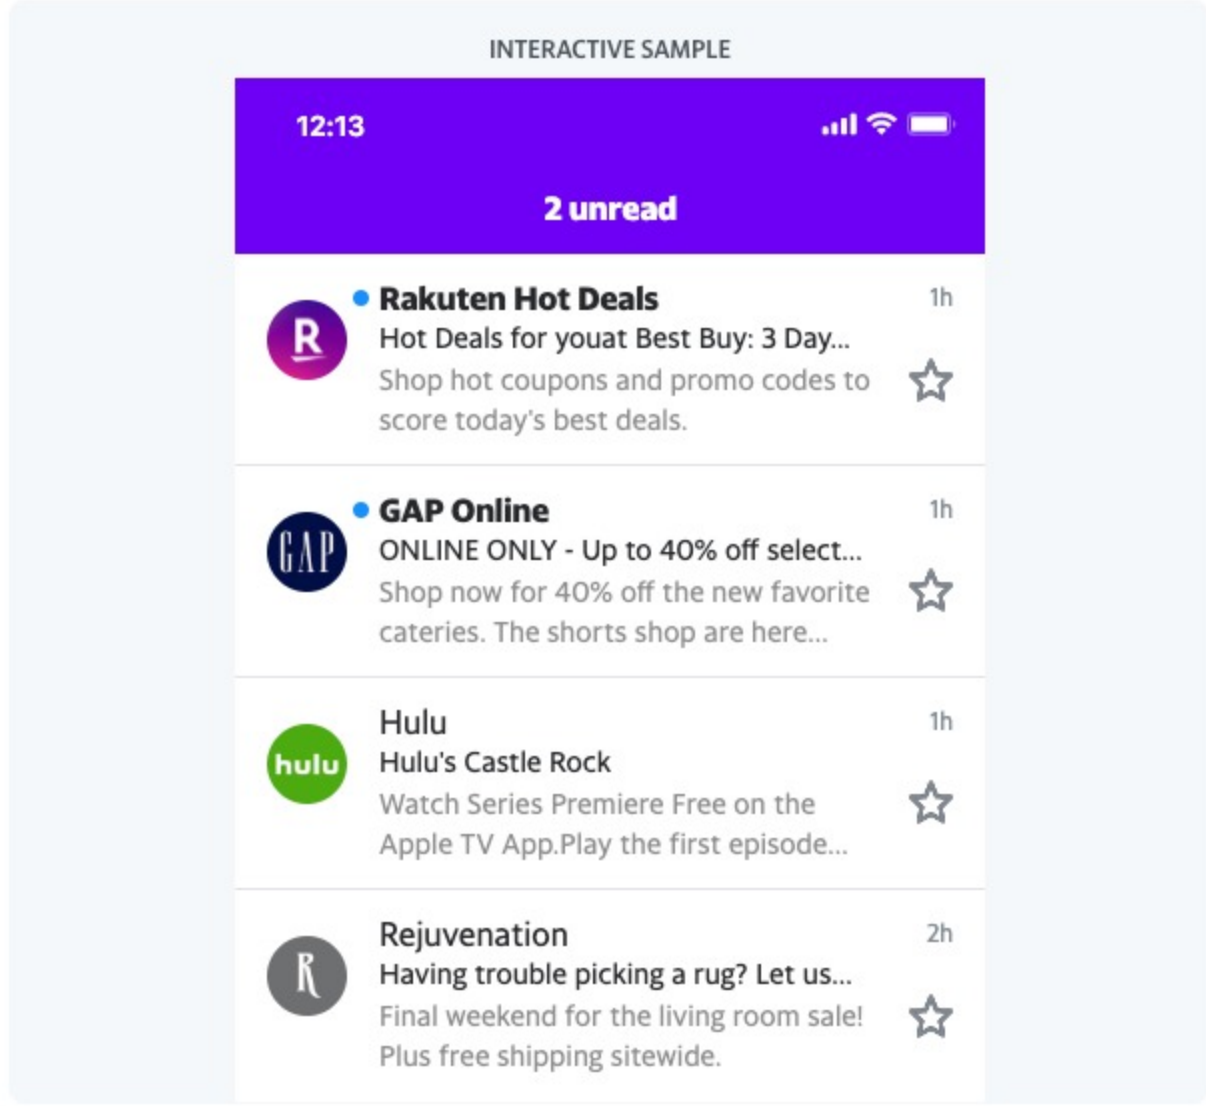 INTERACTIVE SAMPLE
12:13
2 unread
R
Rakuten Hot Deals
1h
Hot Deals for youat Best Buy: 3 Day...
Shop hot coupons and promo codes to
score today's best deals.
GAP
GAP Online
1h
ONLINE ONLY - Up to 40% off select...
Shop now for 40% off the new favorite
cateries. The shorts shop are here...
hulu
Hulu
1h
Hulu's Castle Rock
Watch Series Premiere Free on the
Apple TV App.Play the first episode...
R
Rejuvenation
2h
Having trouble picking a rug? Let us...
Final weekend for the living room sale!
Plus free shipping sitewide.